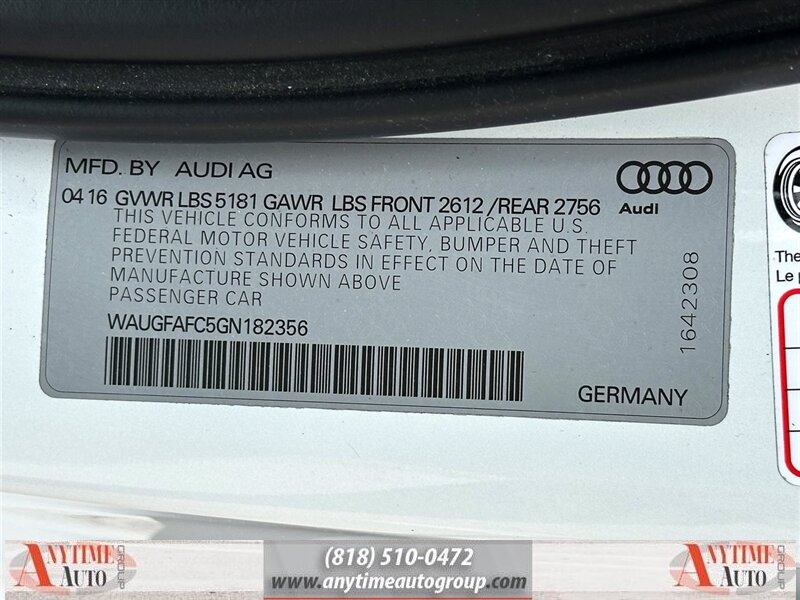 MFD. BY AUDI AG
04 16 GVWR LBS 5181 GAWR LBS FRONT 2612 /REAR 2756
Audi
THIS VEHICLE CONFORMS TO ALL APPLICABLE U.S.
FEDERAL MOTOR VEHICLE SAFETY, BUMPER AND THEFT
PREVENTION STANDARDS IN EFFECT ON THE DATE OF
MANUFACTURE SHOWN ABOVE
PASSENGER CAR
WAUGFAFC5GN182356
1642308
GERMANY
The
Le p
ANYTIME AUTO GROUP
(818) 510-0472
www.anytimeautogroup.com
ANYTIME AUTO GROUP